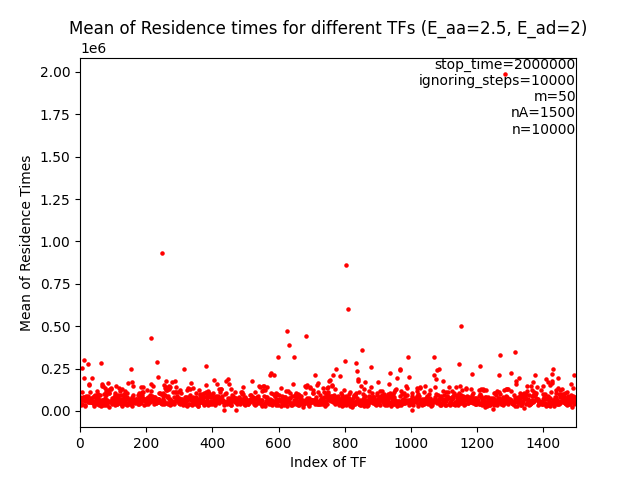 Mean of Residence times for different TFs (E_aa=2.5, E_ad=2)
1e6
stop_time=2000000
ignoring_steps=10000
m=50
nA=1500
n=10000
2.00
1.75
1.50
1.25
1.00
0.75
0.50
0.25
0.00
Mean of Residence Times
0 200 400 600 800 1000 1200 1400
Index of TF